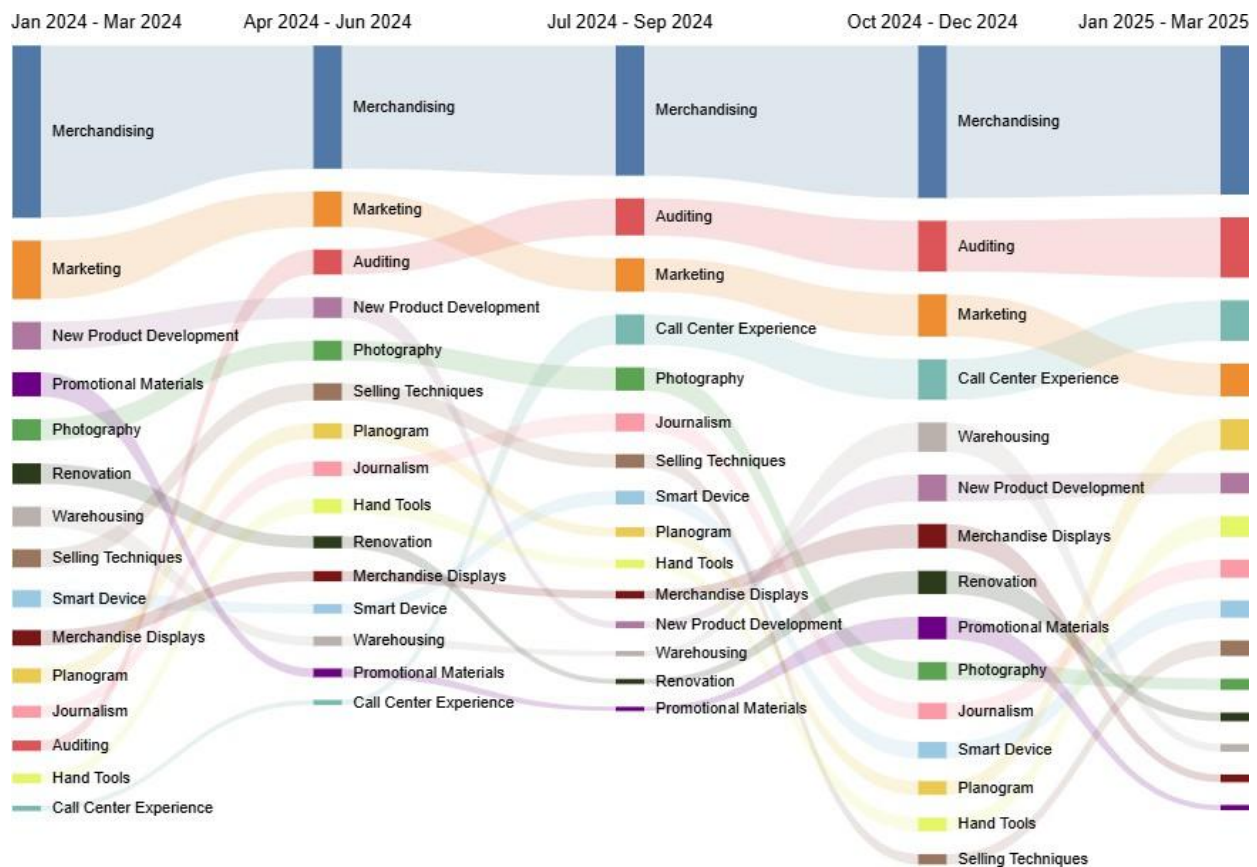 Jan 2024 - Mar 2024
Apr 2024 - Jun 2024
Jul 2024 - Sep 2024
Oct 2024 - Dec 2024
Jan 2025 - Mar 2025
Merchandising
Marketing
New Product Development
Promotional Materials
Photography
Renovation
Warehousing
Selling Techniques
Smart Device
Merchandise Displays
Planogram
Journalism
Auditing
Hand Tools
Call Center Experience
Merchandising
Marketing
Auditing
New Product Development
Photography
Selling Techniques
Planogram
Journalism
Hand Tools
Renovation
Merchandise Displays
Smart Device
Warehousing
Promotional Materials
Call Center Experience
Merchandising
Auditing
Marketing
Call Center Experience
Photography
Journalism
Selling Techniques
Smart Device
Planogram
Hand Tools
Merchandise Displays
New Product Development
Warehousing
Renovation
Promotional Materials
Merchandising
Auditing
Marketing
Call Center Experience
Warehousing
New Product Development
Merchandise Displays
Renovation
Promotional Materials
Photography
Journalism
Smart Device
Planogram
Hand Tools
Selling Techniques